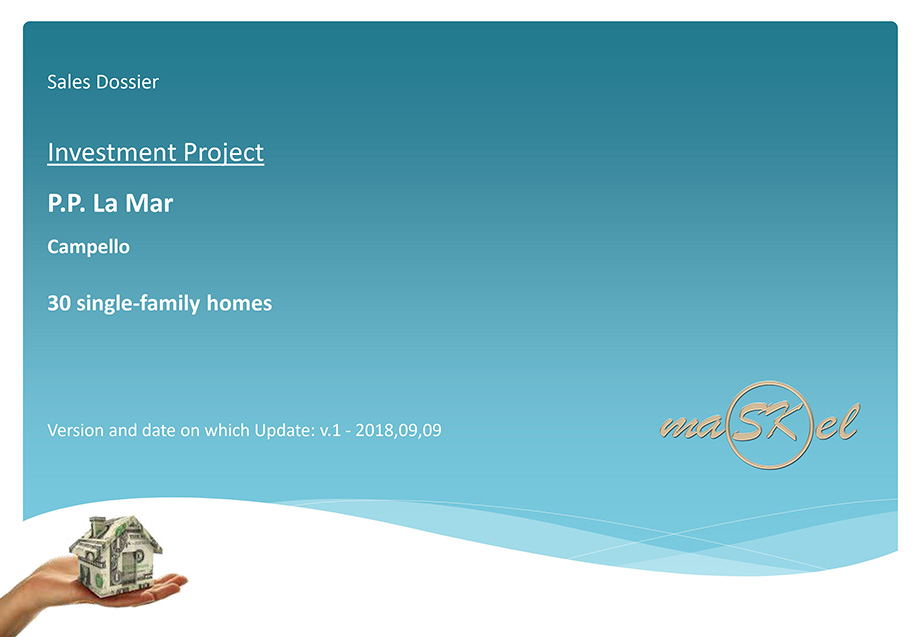 Sales Dossier
Investment Project
P.P. La Mar
Campello
30 single-family homes
Version and date on which Update: v.1 - 2018,09,09
maSKel